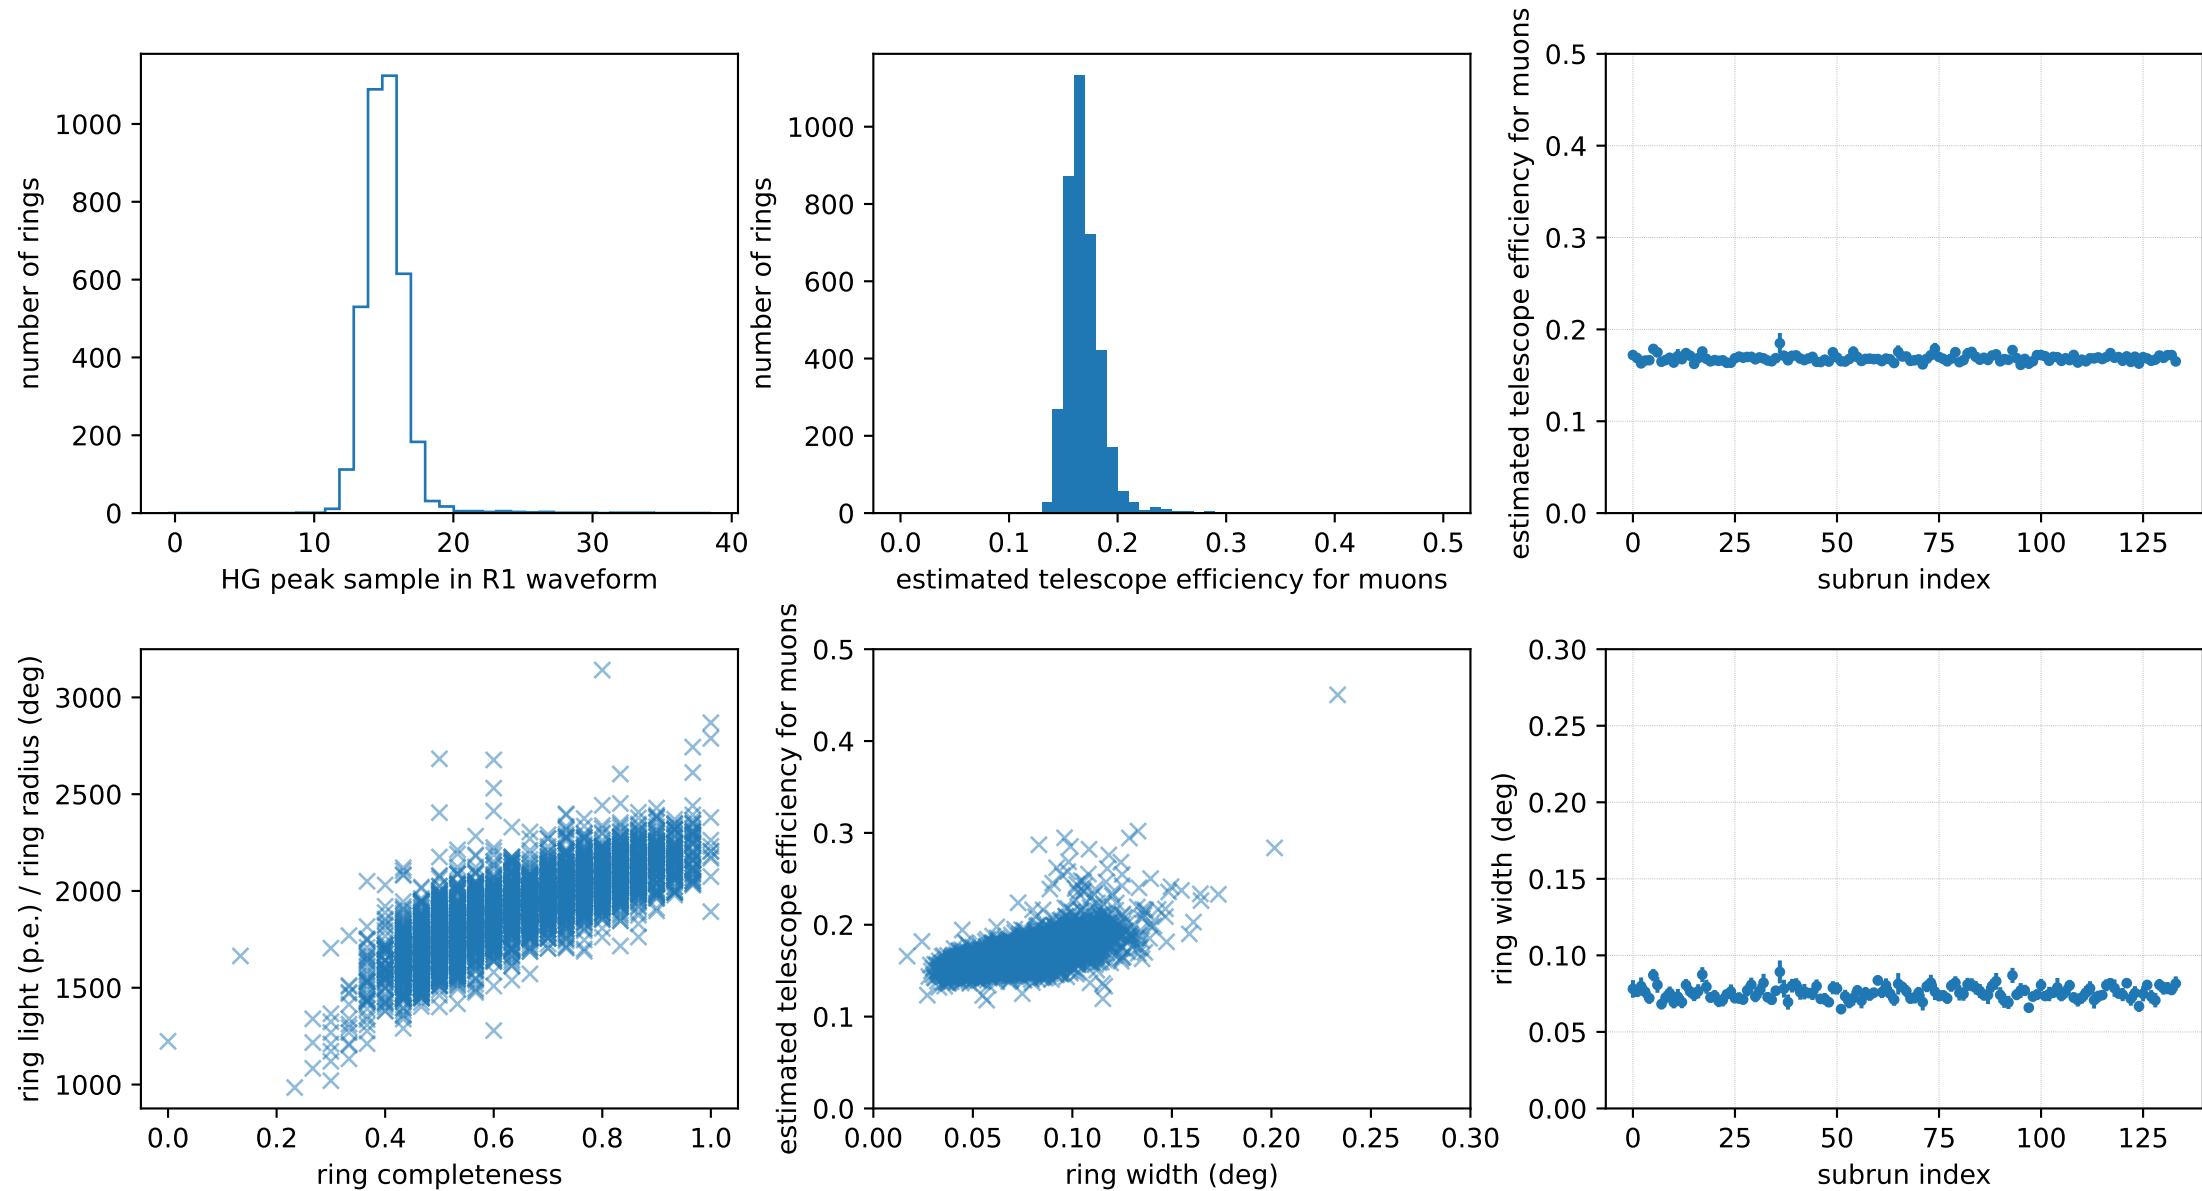 number of rings
1000
800
600
400
200
0
0 10 20 30 40
HG peak sample in R1 waveform
number of rings
1000
800
600
400
200
0
0.0 0.1 0.2 0.3 0.4 0.5
estimated telescope efficiency for muons
estimated telescope efficiency for muons
0.5
0.4
0.3
0.2
0.1
0.0
0 25 50 75 100 125
subrun index
ring light (p.e.) / ring radius (deg)
3000
2500
2000
1500
1000
0.0 0.2 0.4 0.6 0.8 1.0
ring completeness
estimated telescope efficiency for muons
0.5
0.4
0.3
0.2
0.1
0.0
0.00 0.05 0.10 0.15 0.20 0.25 0.30
ring width (deg)
ring width (deg)
0.30
0.25
0.20
0.15
0.10
0.05
0.00
0 25 50 75 100 125
subrun index